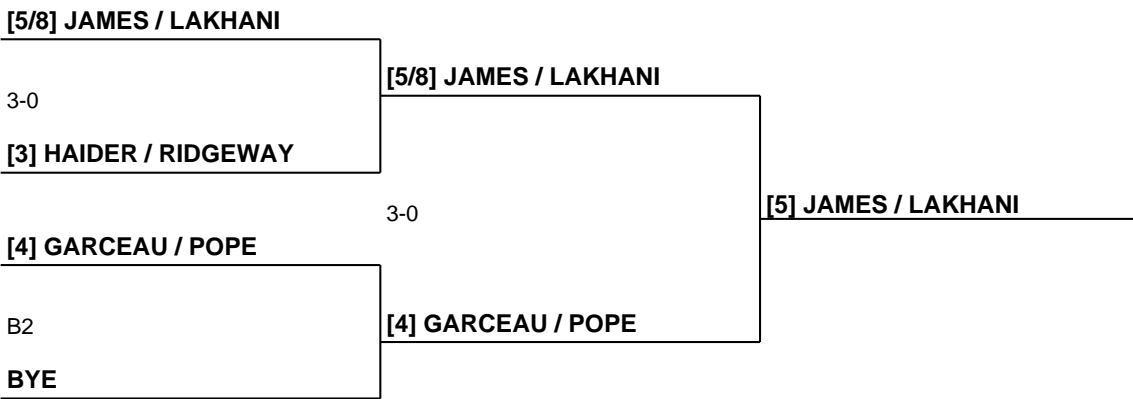 [5/8] JAMES / LAKHANI
[5/8] JAMES / LAKHANI
3-0
[3] HAIDER / RIDGEWAY
[5] JAMES / LAKHANI
3-0
[4] GARCEAU / POPE
[4] GARCEAU / POPE
B2
BYE